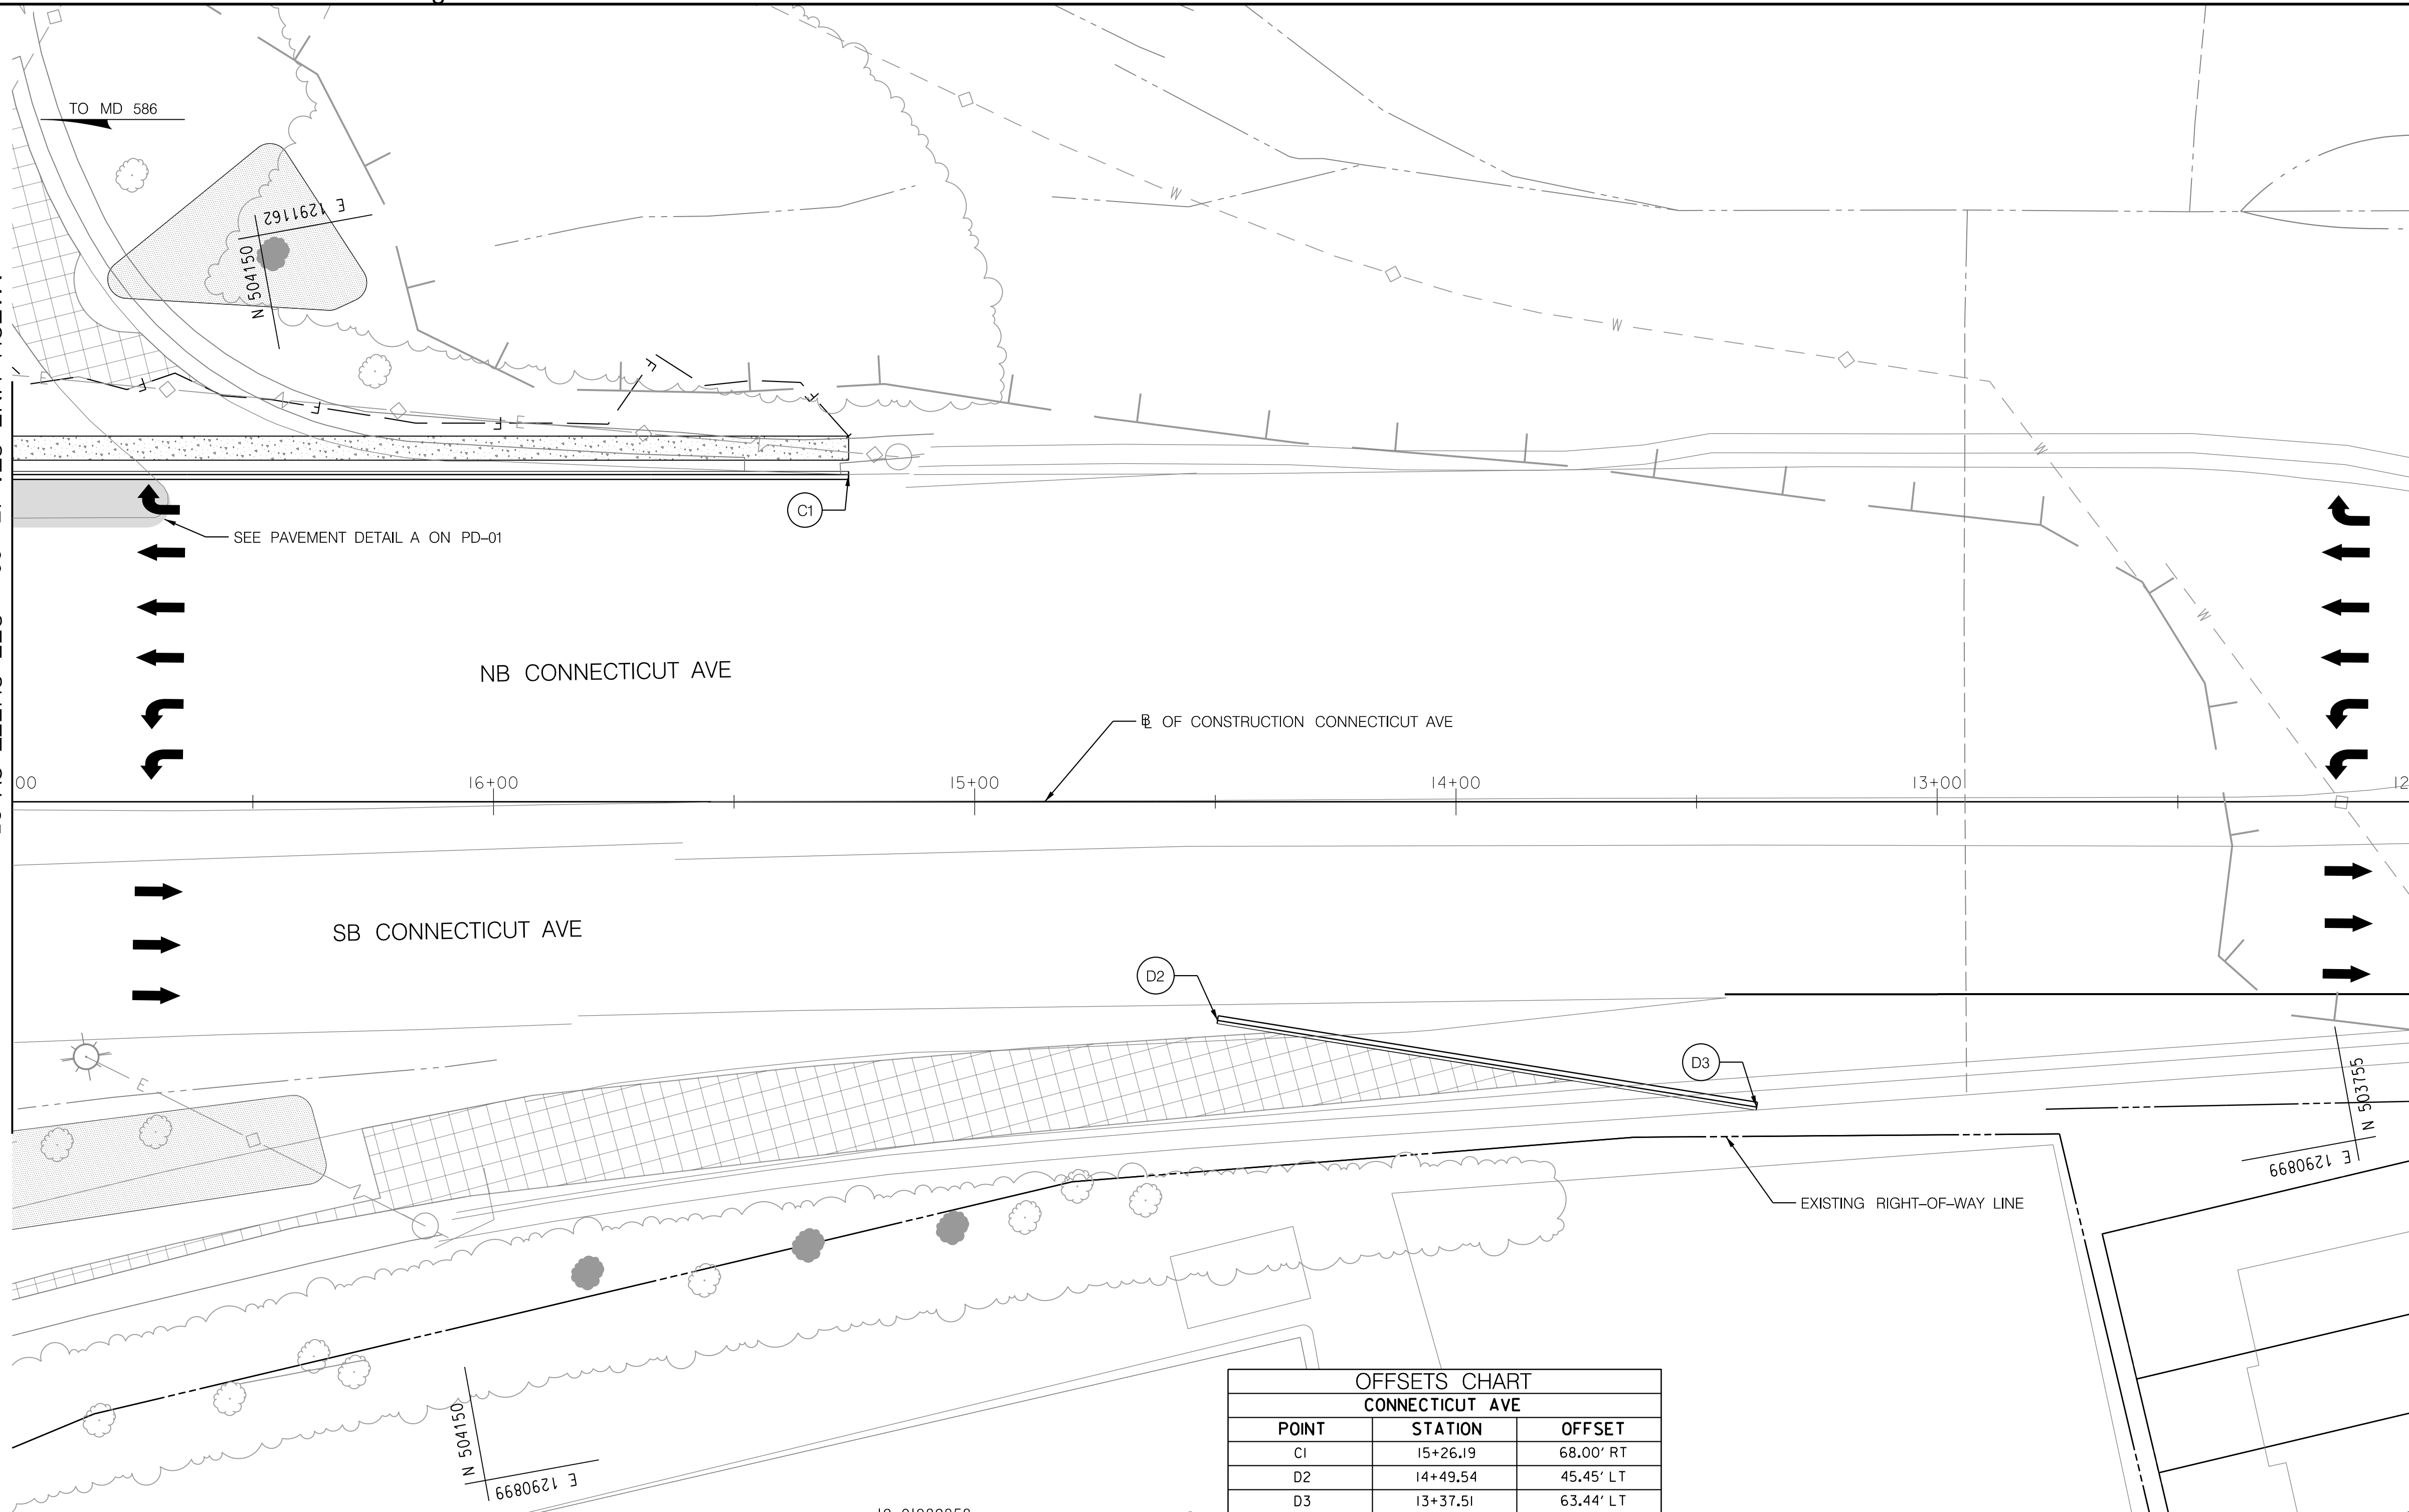 TO MD 586
E 1291162
N 504150
W
W
W
W
E
F
F
F
E
F
F
F
C1
SEE PAVEMENT DETAIL A ON PD-01
NB CONNECTICUT AVE
℄ OF CONSTRUCTION CONNECTICUT AVE
00
16+00
15+00
14+00
13+00
12
SB CONNECTICUT AVE
D2
D3
E
N 503755
E 1290899
EXISTING RIGHT-OF-WAY LINE
N 504150
E 1290899
OFFSETS CHART
CONNECTICUT AVE
POINT STATION OFFSET
C1 15+26.19 68.00' RT
D2 14+49.54 45.45' LT
D3 13+37.51 63.44' LT